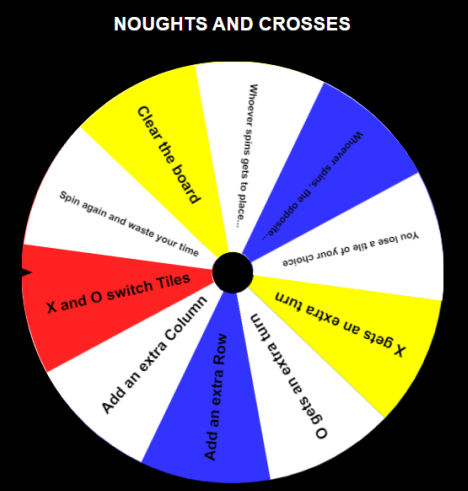 NOUGHTS AND CROSSES
Whoever spins gets to place...
Whoever spins, the opposite...
You lose a tile of your choice
X gets an extra turn
O gets an extra turn
Add an extra Row
Add an extra Column
X and O switch Tiles
Spin again and waste your time
Clear the board